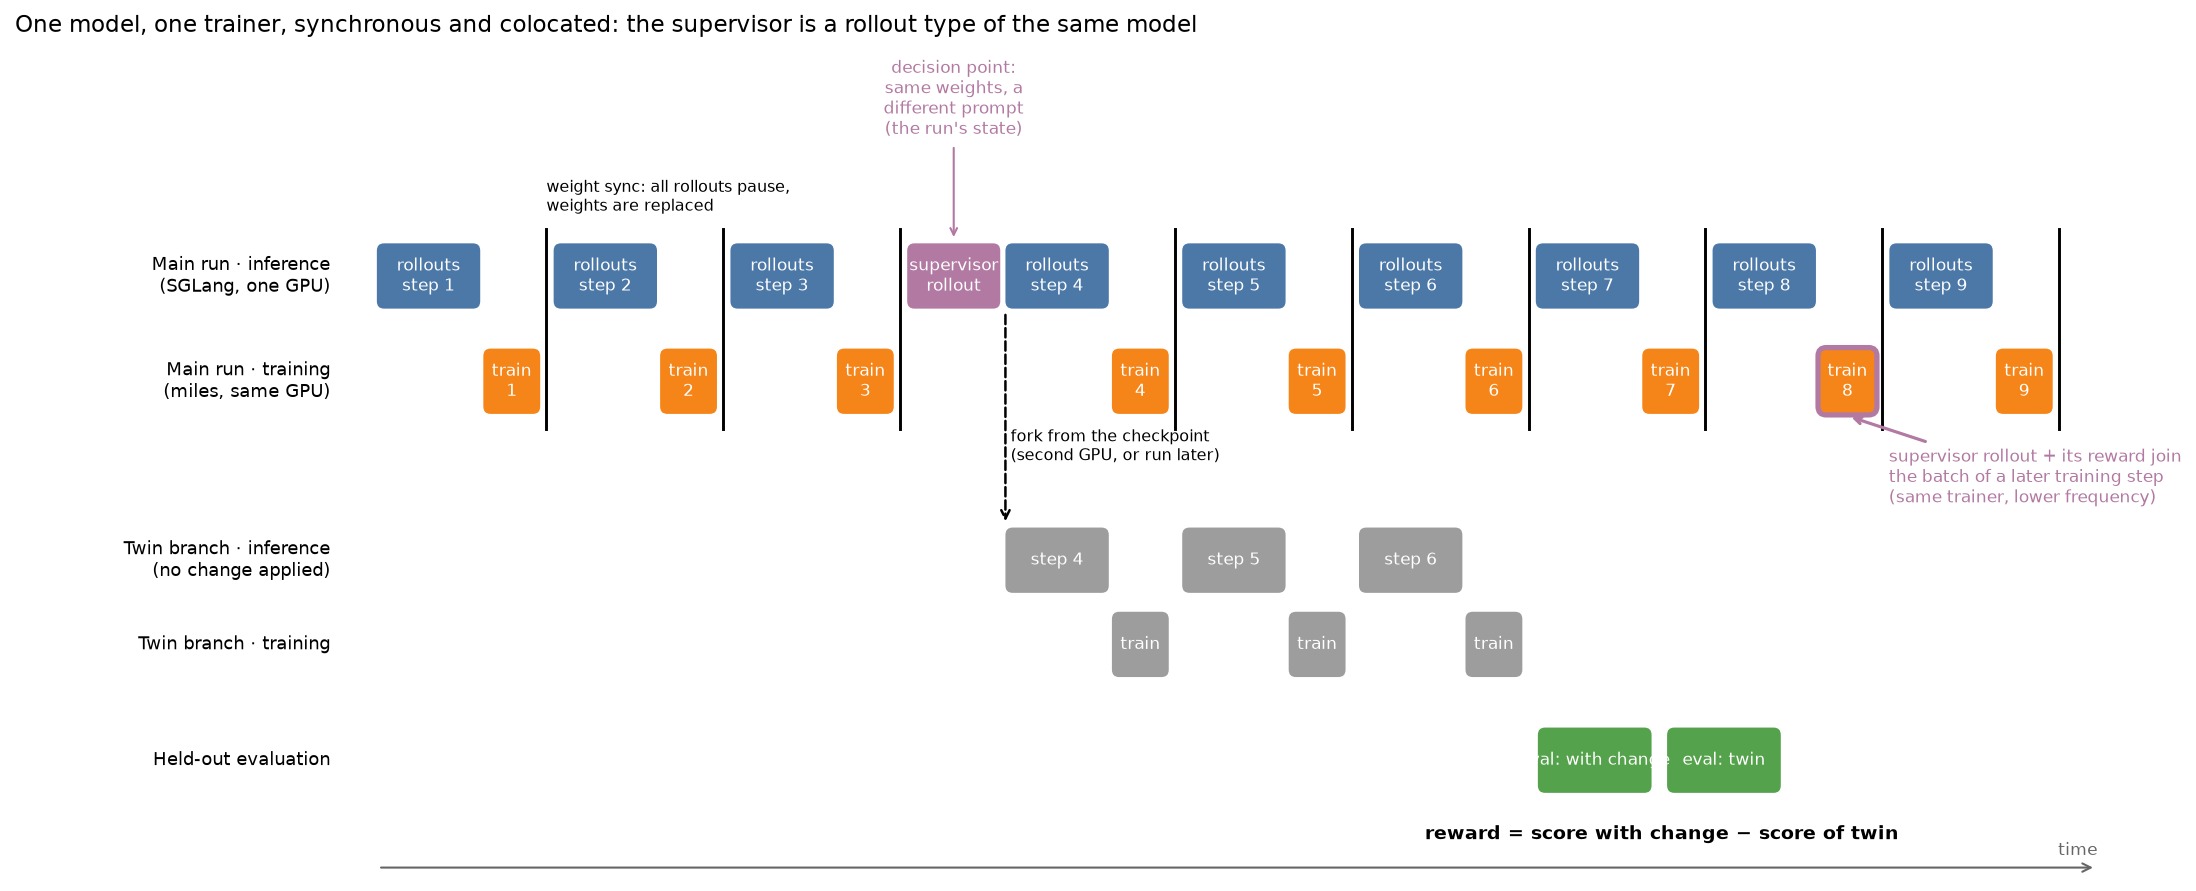 One model, one trainer, synchronous and colocated: the supervisor is a rollout type of the same model
decision point:
same weights, a
different prompt
(the run's state)
weight sync: all rollouts pause,
weights are replaced
Main run · inference
(SGLang, one GPU)
rollouts
step 1
rollouts
step 2
rollouts
step 3
supervisor
rollout
rollouts
step 4
rollouts
step 5
rollouts
step 6
rollouts
step 7
rollouts
step 8
rollouts
step 9
Main run · training
(miles, same GPU)
train
1
train
2
train
3
train
4
train
5
train
6
train
7
train
8
train
9
fork from the checkpoint
(second GPU, or run later)
supervisor rollout + its reward join
the batch of a later training step
(same trainer, lower frequency)
Twin branch · inference
(no change applied)
step 4
step 5
step 6
Twin branch · training
train
train
train
Held-out evaluation
val: with change
eval: twin
reward = score with change − score of twin
time